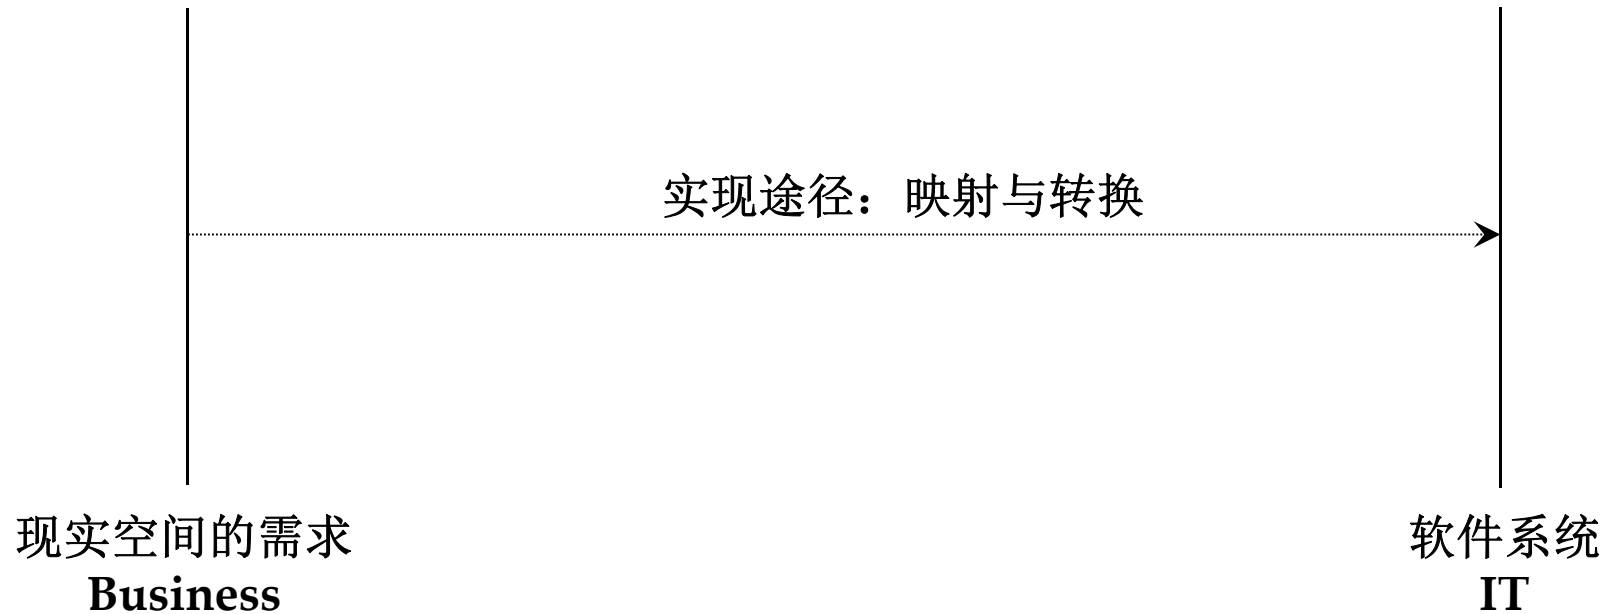 实现途径：映射与转换
现实空间的需求
Business
软件系统
IT